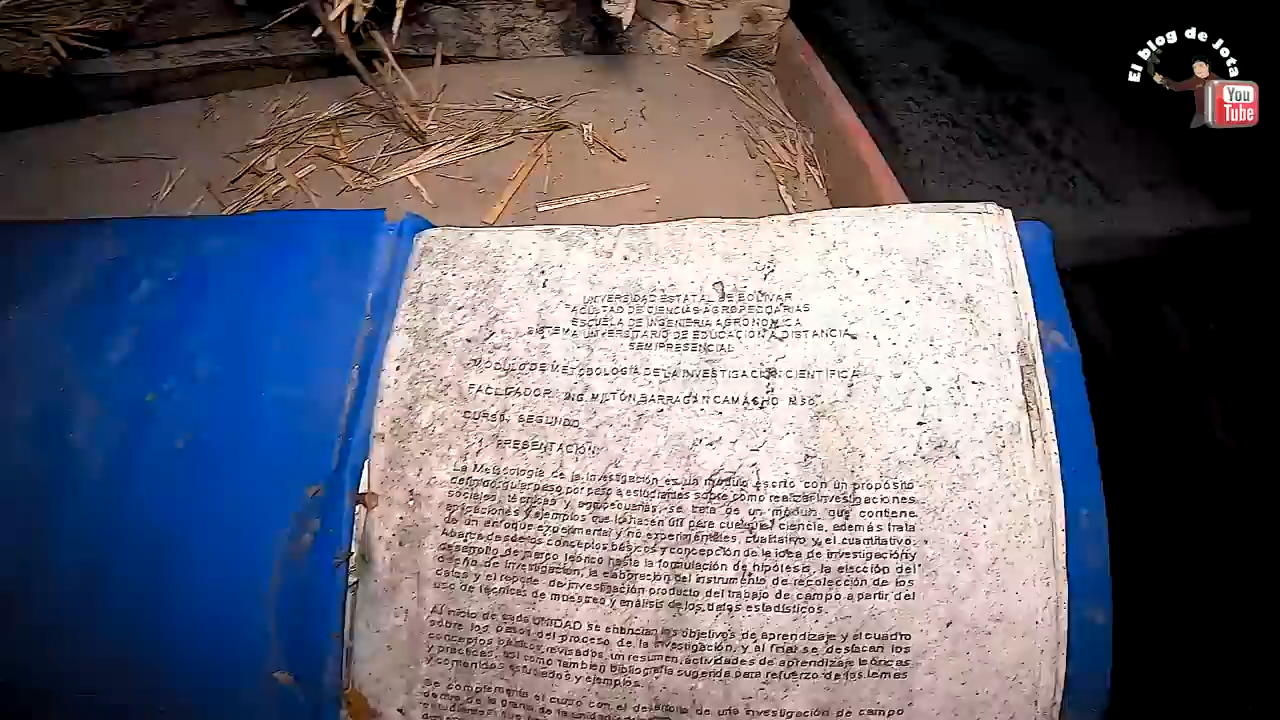 El blog de Jota
You
Tube
UNIVERSIDAD ESTATAL DE BOLIVAR
FACULTAD DE CIENCIAS AGROPECUARIAS
ESCUELA DE INGENIERIA AGRONOMICA
SISTEMA UNIVERSITARIO DE EDUCACION A DISTANCIA
SEMIPRESENCIAL
MODULO DE METODOLOGIA DE LA INVESTIGACION CIENTIFICA
FACILITADOR: ING. MILTON BARRAGAN CAMACHO M.Sc.
CURSO: SEGUNDO
1. PRESENTACION:
La Metodología de la Investigación es un módulo escrito con un propósito
definido: guiar paso por paso a estudiantes sobre cómo realizar investigaciones
sociales, técnicas y agropecuarias, se trata de un módulo que contiene
aplicaciones y ejemplos que lo hacen útil para cualquier ciencia, además trata
de un enfoque experimental y no experimentales, cualitativo y el cuantitativo.
Abarca desde los conceptos básicos y concepción de la idea de investigación y
desarrollo de marco teórico hasta la formulación de hipótesis, la elección del
diseño de investigación, la elaboración del instrumento de recolección de los
datos y el reporte de investigación producto del trabajo de campo a partir del
uso de técnicas de muestreo y análisis de los datos estadísticos.
Al inicio de cada UNIDAD se enuncian los objetivos de aprendizaje y el cuadro
sobre los pasos del proceso de la investigación, y al final se destacan los
conceptos básicos revisados, un resumen, actividades de aprendizaje teóricas
y prácticas, así como también bibliografía sugerida para refuerzo de los temas
y contenidos estudiados y ejemplos.
Se complementa el curso con el desarrollo de una investigación de campo
dentro de la